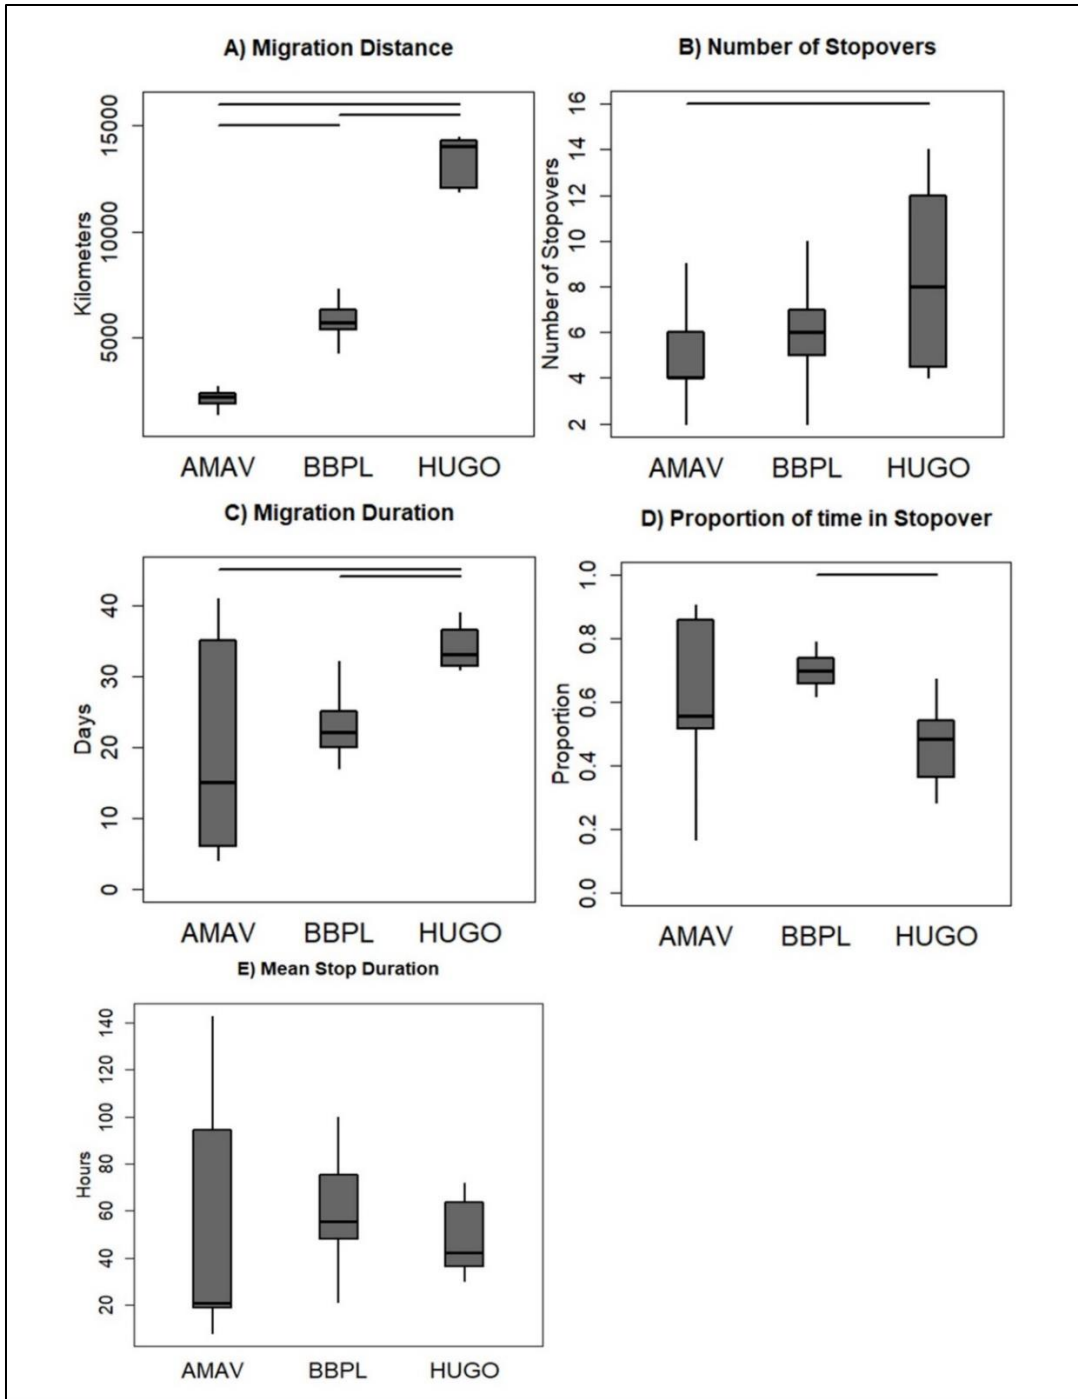 A) Migration Distance
Kilometers
15000
10000
5000
AMAV BBPL HUGO
B) Number of Stopovers
Number of Stopovers
16
14
12
10
8
6
4
2
AMAV BBPL HUGO
C) Migration Duration
Days
40
30
20
10
0
AMAV BBPL HUGO
D) Proportion of time in Stopover
Proportion
1.0
0.8
0.6
0.4
0.2
0.0
AMAV BBPL HUGO
E) Mean Stop Duration
Hours
140
120
100
80
60
40
20
AMAV BBPL HUGO